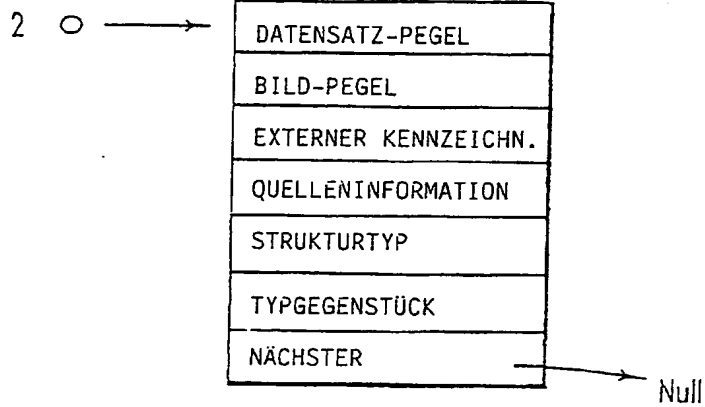 2
DATENSATZ-PEGEL
BILD-PEGEL
EXTERNER KENNZEICHN.
QUELLENINFORMATION
STRUKTURTYP
TYPGEGENSTÜCK
NÄCHSTER
Null